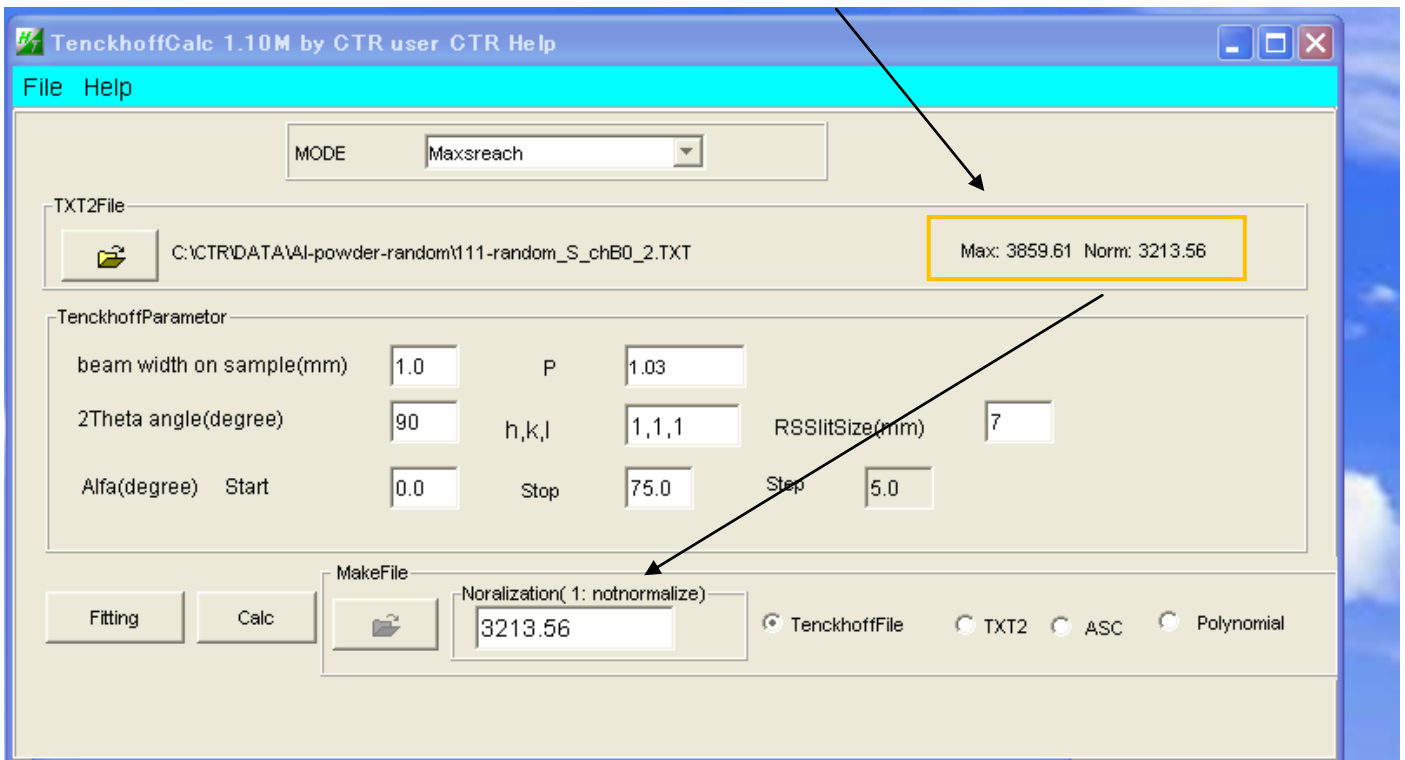 TenckhoffCalc 1.10M by CTR user CTR Help
File Help
MODE Maxsreach
TXT2File
C:\CTR\DATA\Al-powder-random\111-random_S_chB0_2.TXT Max: 3859.61 Norm: 3213.56
TenckhoffParametor
beam width on sample(mm) 1.0 P 1.03
2Theta angle(degree) 90 h,k,l 1,1,1 RSSlitSize(mm) 7
Alfa(degree) Start 0.0 Stop 75.0 Step 5.0
MakeFile
Noralization( 1: notnormalize)
Fitting Calc 3213.56 TenckhoffFile TXT2 ASC Polynomial